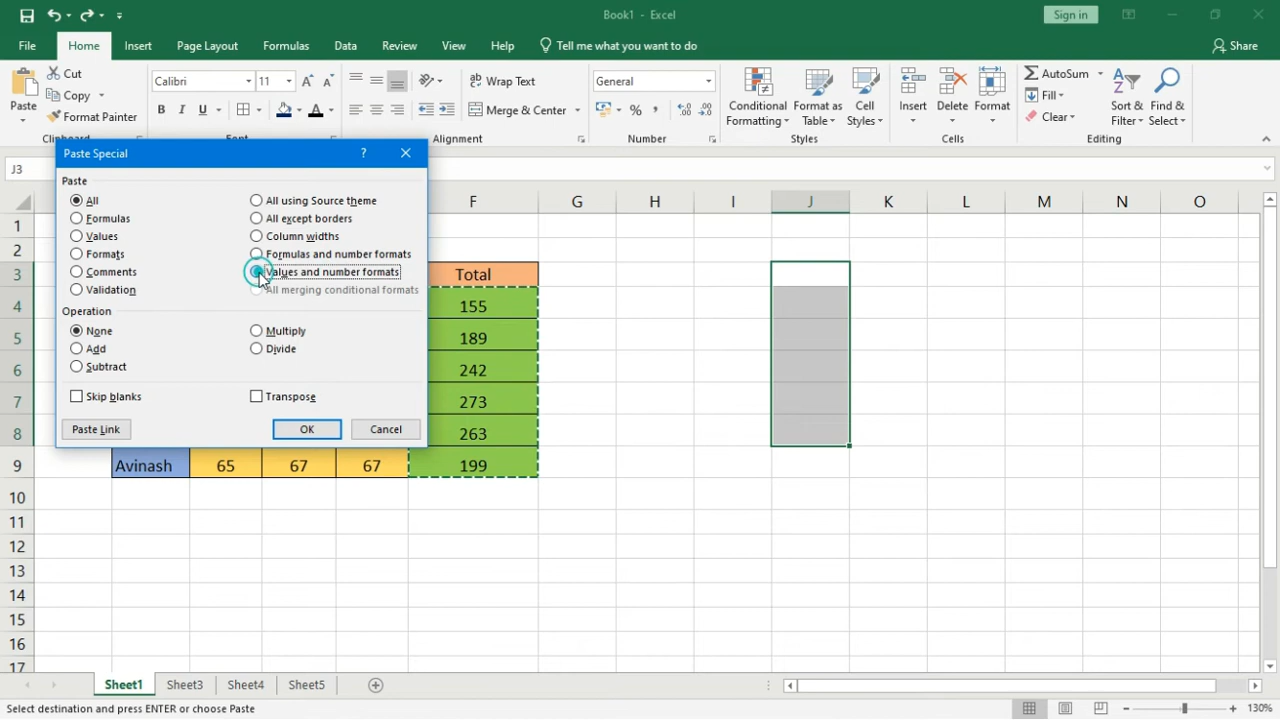 Book1 - Excel
Sign in
File Home Insert Page Layout Formulas Data Review View Help Tell me what you want to do Share
Paste
Cut
Copy
Format Painter
Calibri 11
B I U
Wrap Text
Merge & Center
Alignment
General
Number
Conditional Formatting
Format as Table
Cell Styles
Styles
Insert Delete Format
Cells
AutoSum
Fill
Clear
Sort & Filter
Find & Select
Editing
J3
Paste Special
Paste
All
Formulas
Values
Formats
Comments
Validation
All using Source theme
All except borders
Column widths
Formulas and number formats
Values and number formats
All merging conditional formats
Operation
None
Add
Subtract
Multiply
Divide
Skip blanks
Transpose
Paste Link
OK
Cancel
F G H I J K L M N O
1
2
3 Total
4 155
5 189
6 242
7 273
8 263
9 Avinash 65 67 67 199
10
11
12
13
14
15
16
17
Sheet1 Sheet3 Sheet4 Sheet5
Select destination and press ENTER or choose Paste
130%